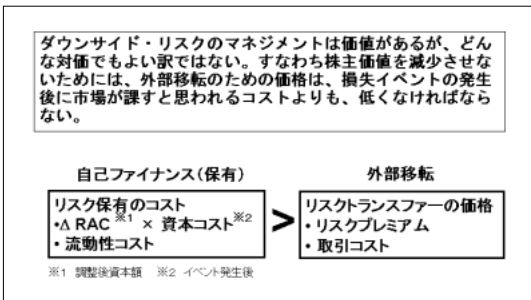 ダウンサイド・リスクのマネジメントは価値があるが、どん
な対価でもよい訳ではない。すなわち株主価値を減少させな
いためには、外部移転のための価格は、損失イベントの発生
後に市場が課すと思われるコストよりも、低くなければなら
ない。
自己ファイナンス(保有)
リスク保有のコスト
・Δ RAC ※1 × 資本コスト※2
・流動性コスト
>
外部移転
リスクトランスファーの価格
・リスクプレミアム
・取引コスト
※1 調整後資本額 ※2 イベント発生後